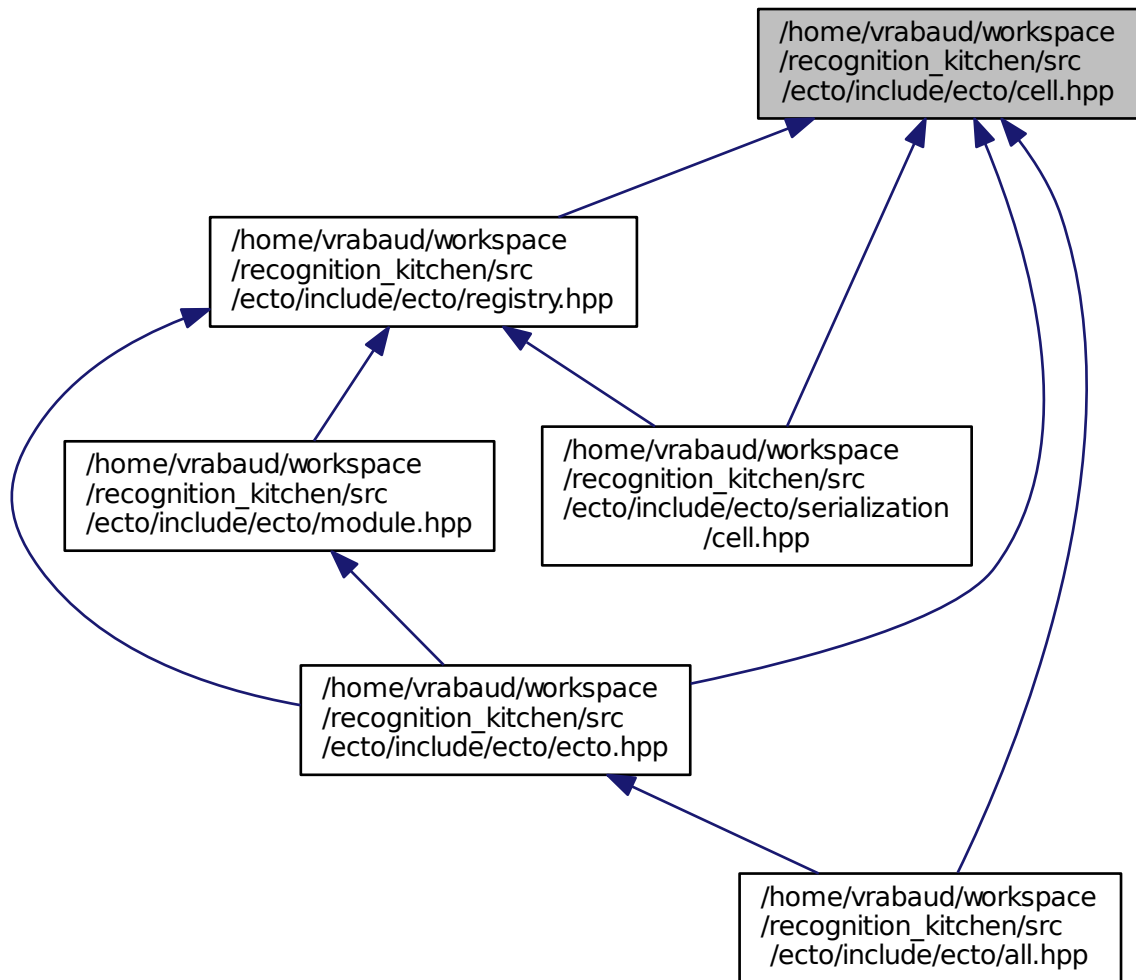 /home/vrabaud/workspace
/recognition_kitchen/src
/ecto/include/ecto/cell.hpp
/home/vrabaud/workspace
/recognition_kitchen/src
/ecto/include/ecto/registry.hpp
/home/vrabaud/workspace
/recognition_kitchen/src
/ecto/include/ecto/module.hpp
/home/vrabaud/workspace
/recognition_kitchen/src
/ecto/include/ecto/serialization
/cell.hpp
/home/vrabaud/workspace
/recognition_kitchen/src
/ecto/include/ecto/ecto.hpp
/home/vrabaud/workspace
/recognition_kitchen/src
/ecto/include/ecto/all.hpp